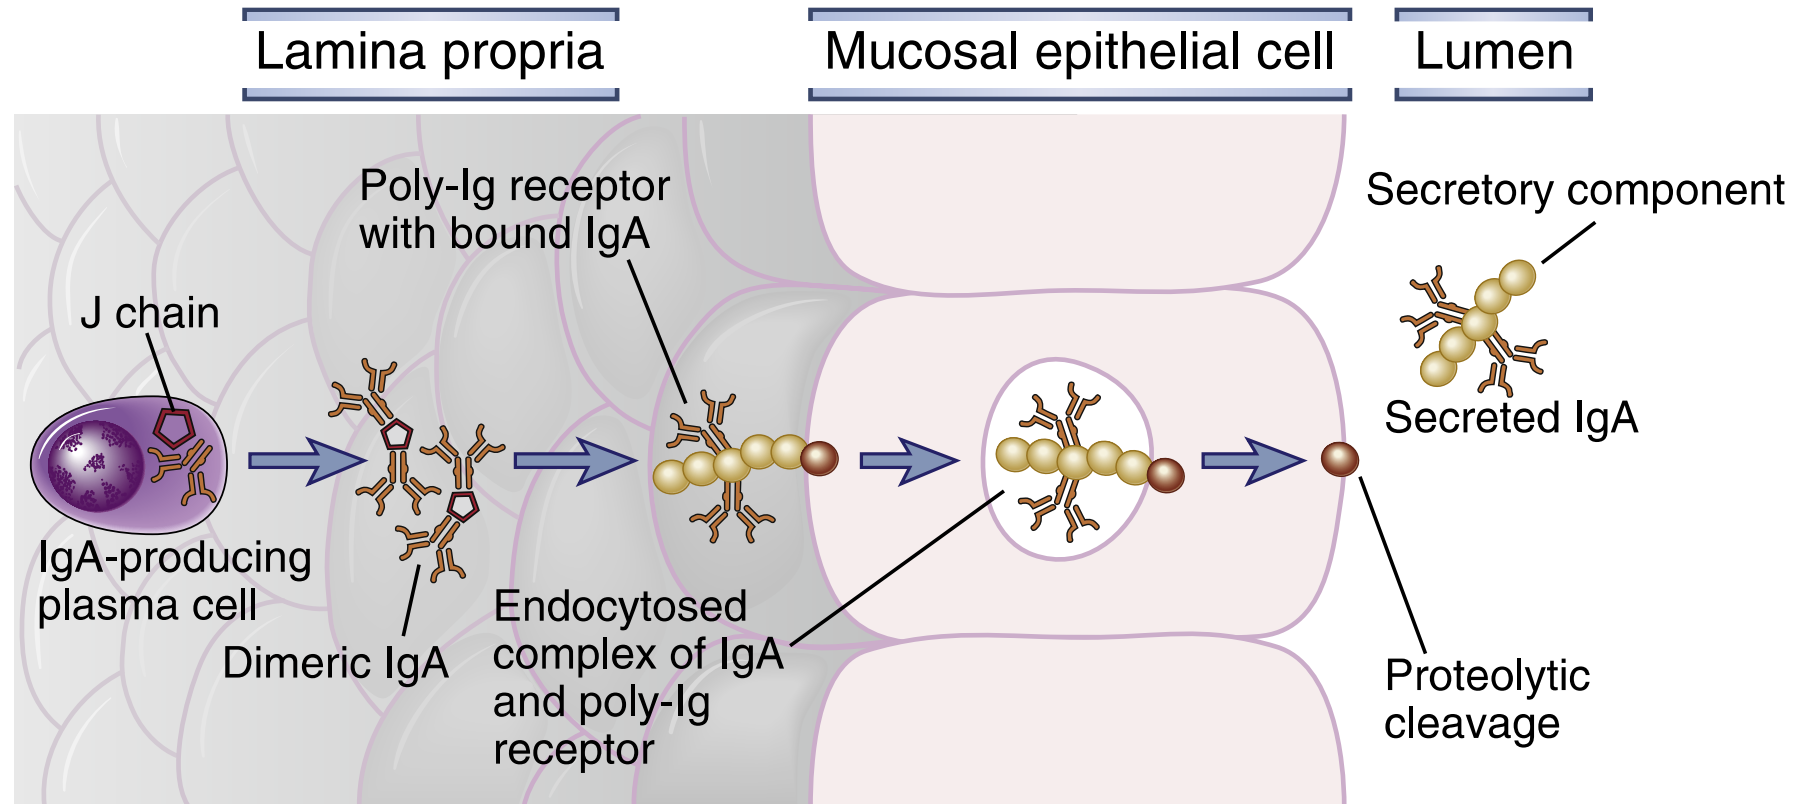 Lamina propria
Mucosal epithelial cell
Lumen
Poly-Ig receptor
with bound IgA
Secretory component
J chain
Secreted IgA
IgA-producing
plasma cell
Dimeric IgA
Endocytosed
complex of IgA
and poly-Ig
receptor
Proteolytic
cleavage